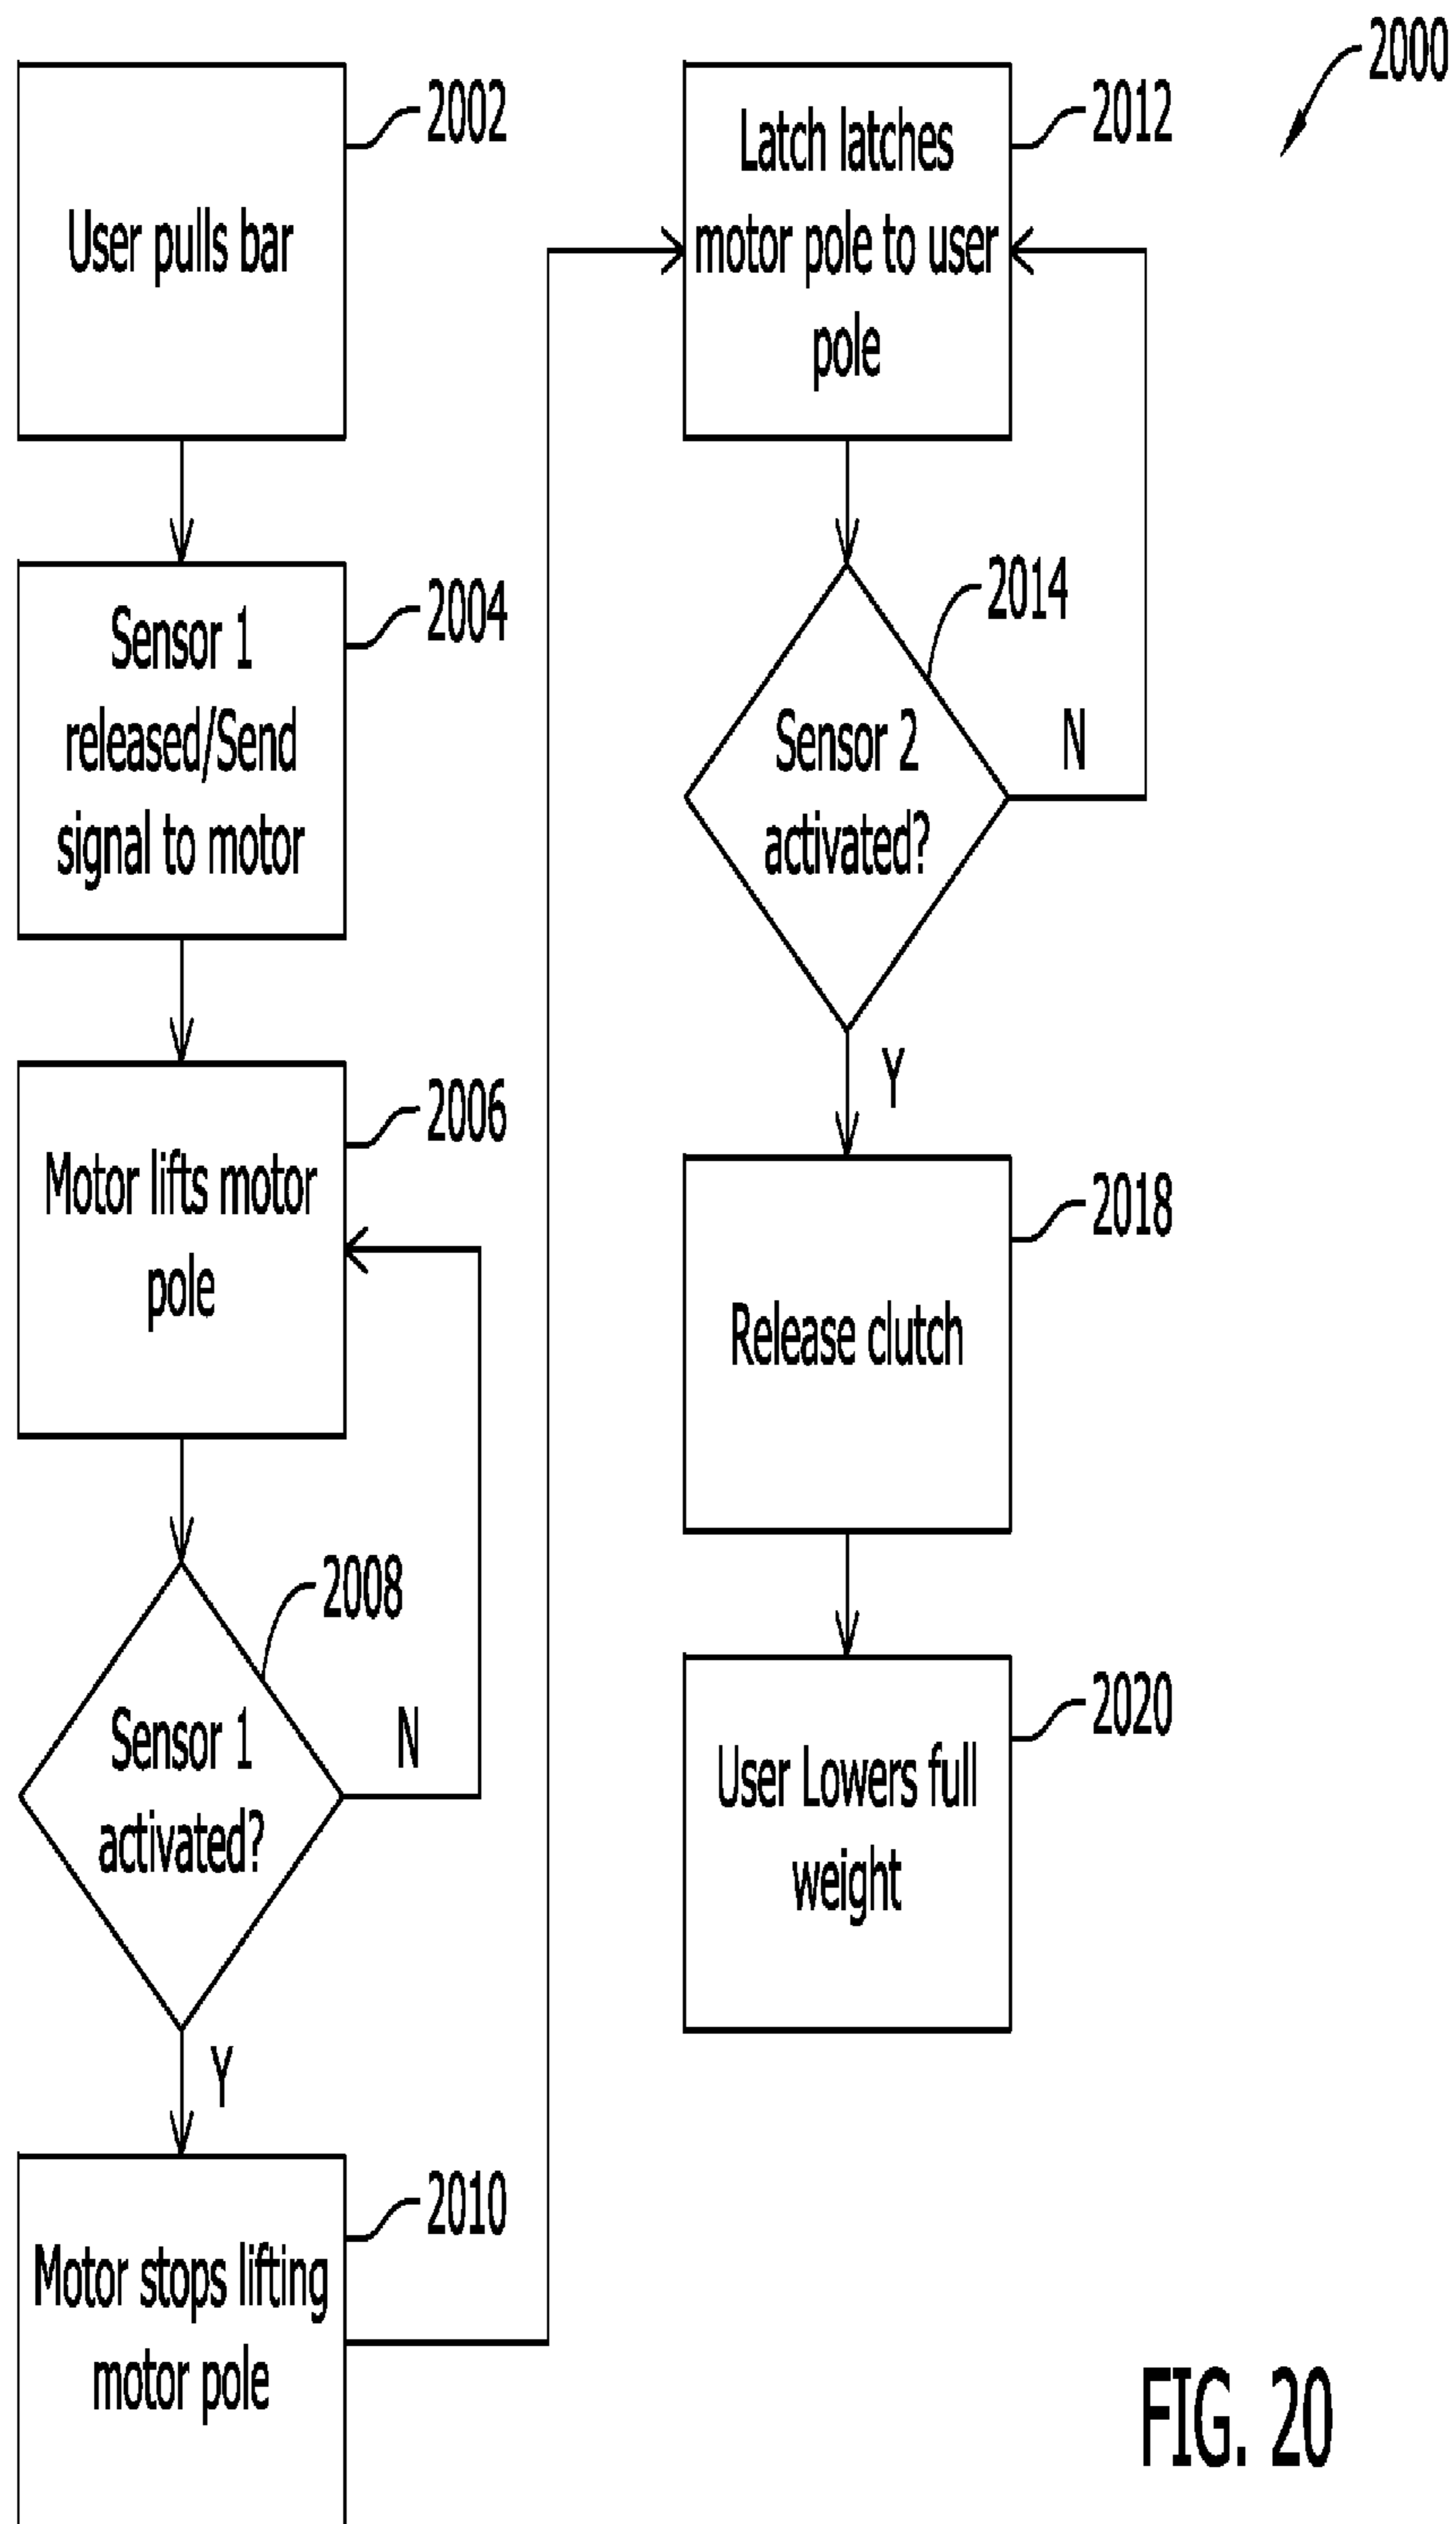 2000
2002
User pulls bar
2004
Sensor 1
released/Send
signal to motor
2006
Motor lifts motor
pole
2008
Sensor 1
activated?
N
Y
2010
Motor stops lifting
motor pole
2012
Latch latches
motor pole to user
pole
2014
Sensor 2
activated?
N
Y
2018
Release clutch
2020
User Lowers full
weight
FIG. 20